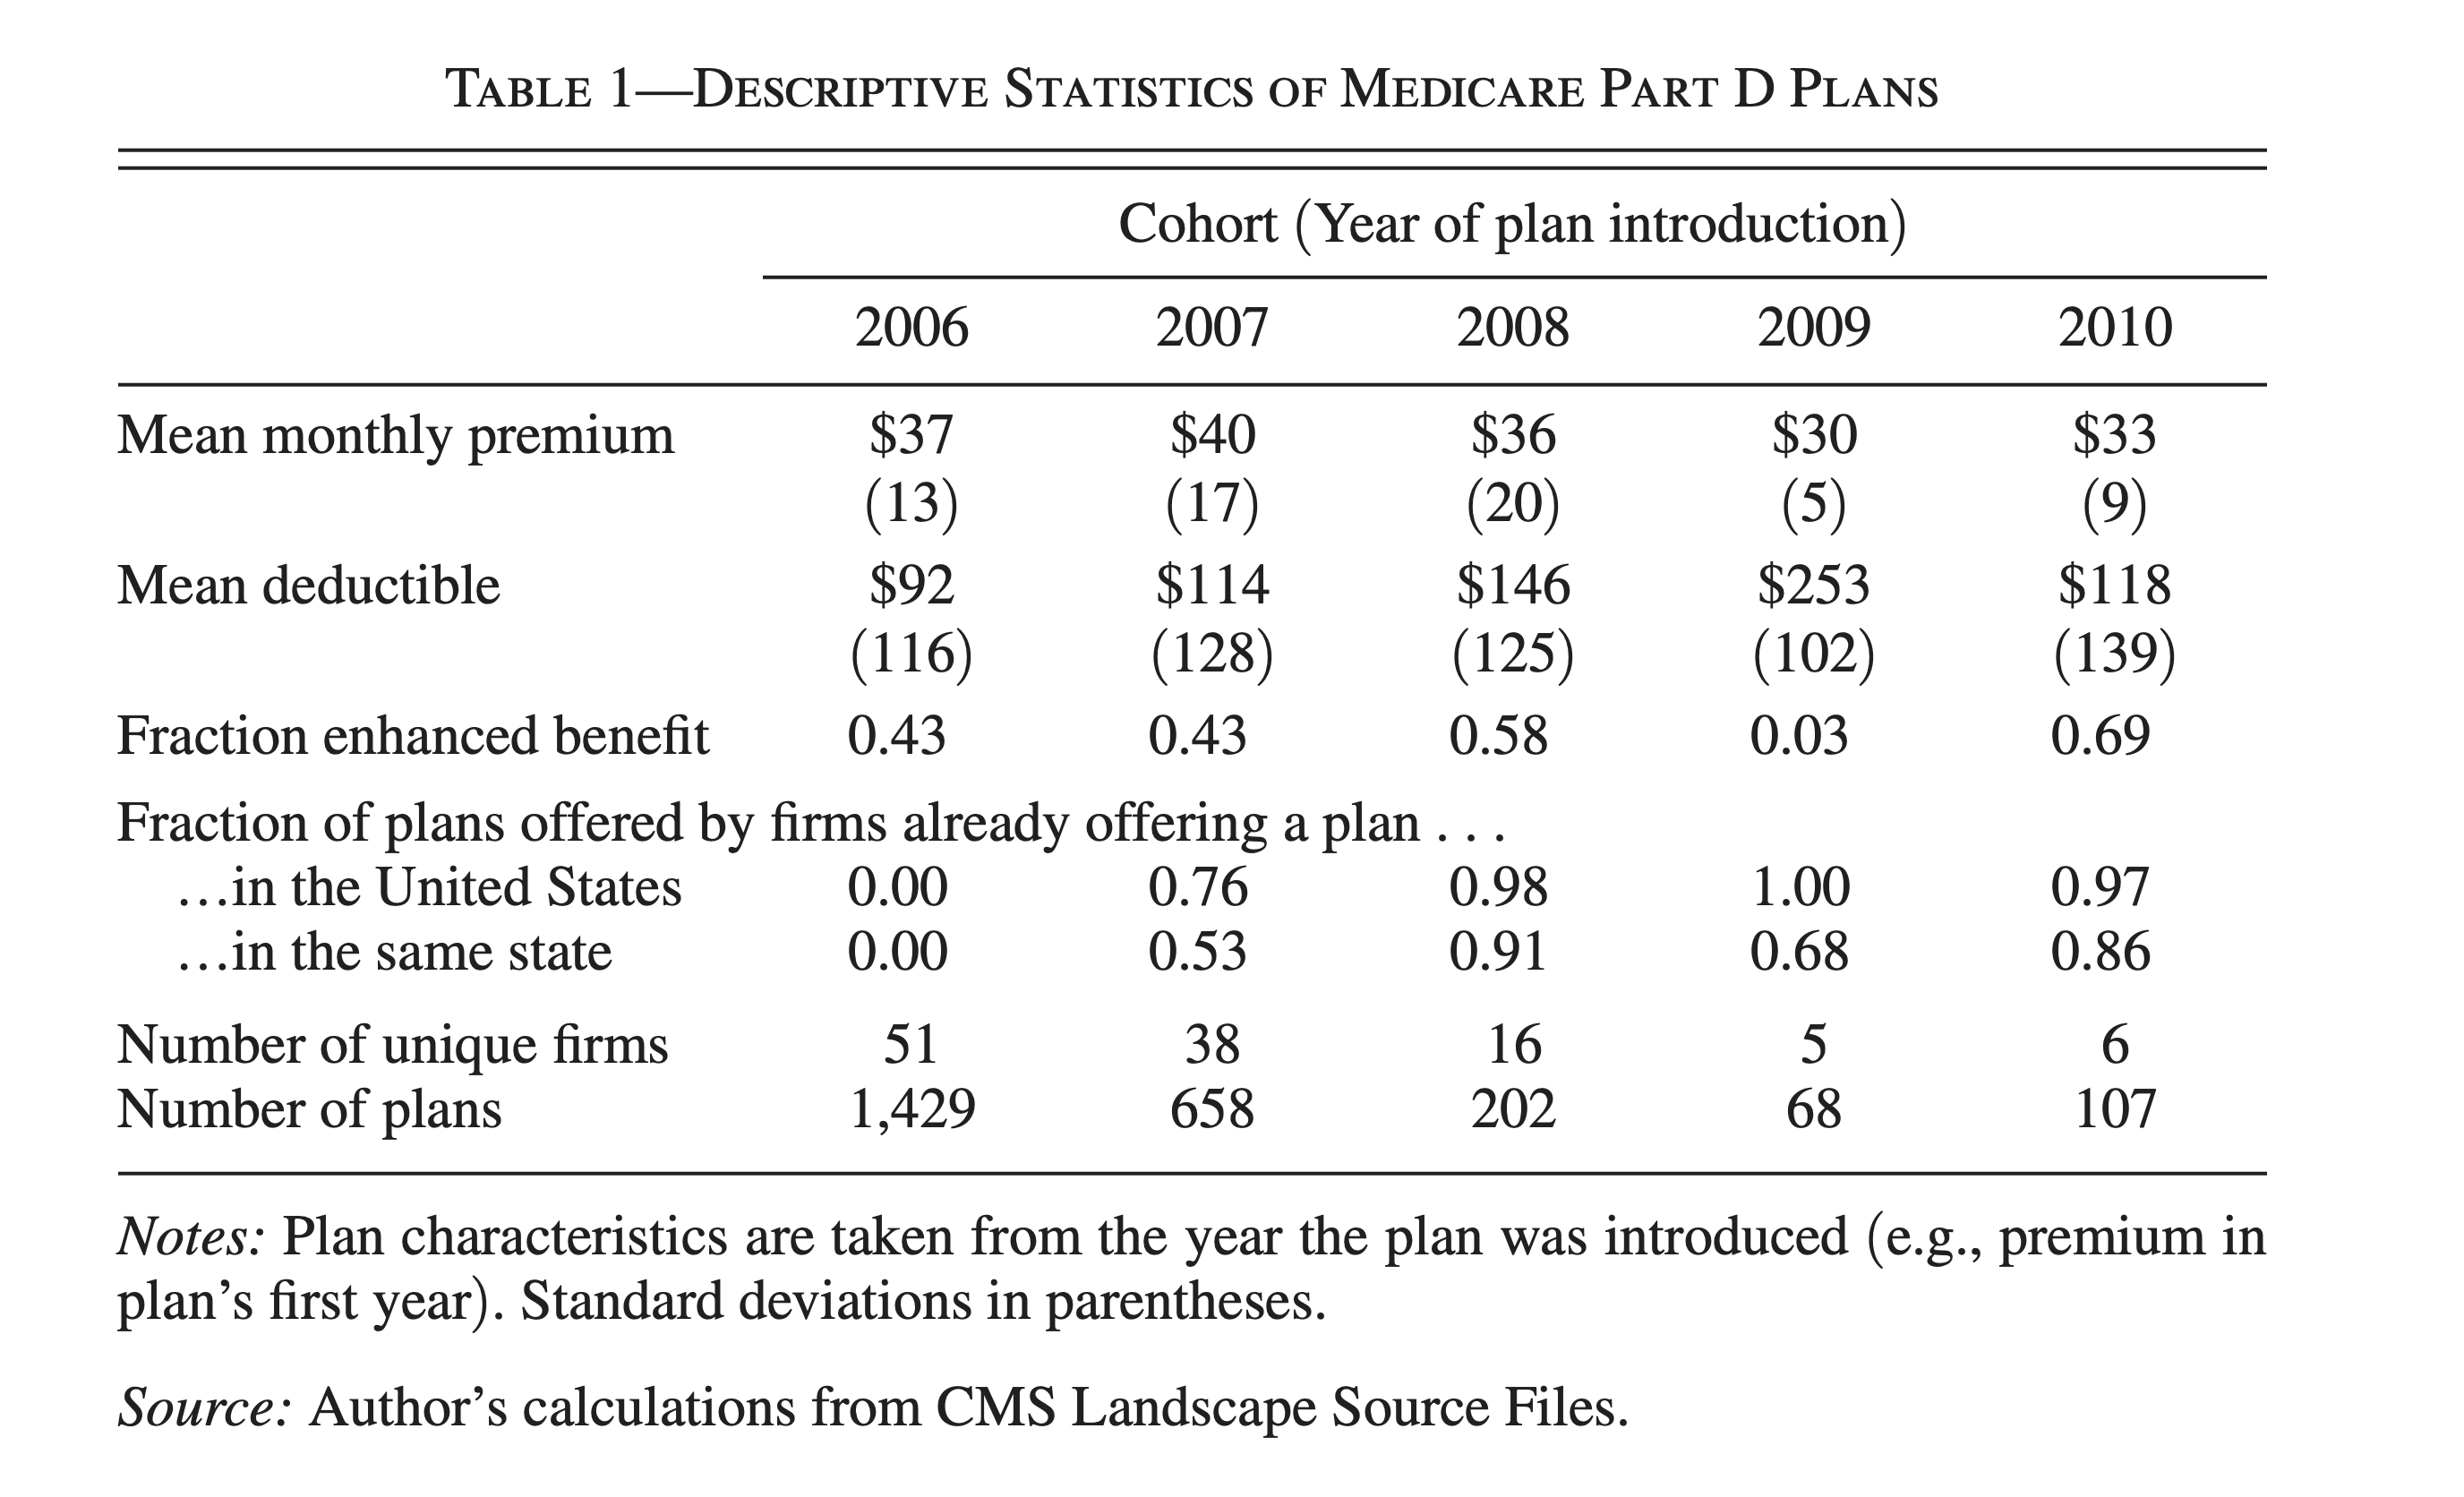 TABLE 1—DESCRIPTIVE STATISTICS OF MEDICARE PART D PLANS
Cohort (Year of plan introduction)
2006 2007 2008 2009 2010
Mean monthly premium $37 $40 $36 $30 $33
(13) (17) (20) (5) (9)
Mean deductible $92 $114 $146 $253 $118
(116) (128) (125) (102) (139)
Fraction enhanced benefit 0.43 0.43 0.58 0.03 0.69
Fraction of plans offered by firms already offering a plan . . .
…in the United States 0.00 0.76 0.98 1.00 0.97
…in the same state 0.00 0.53 0.91 0.68 0.86
Number of unique firms 51 38 16 5 6
Number of plans 1,429 658 202 68 107
Notes: Plan characteristics are taken from the year the plan was introduced (e.g., premium in
plan’s first year). Standard deviations in parentheses.
Source: Author’s calculations from CMS Landscape Source Files.